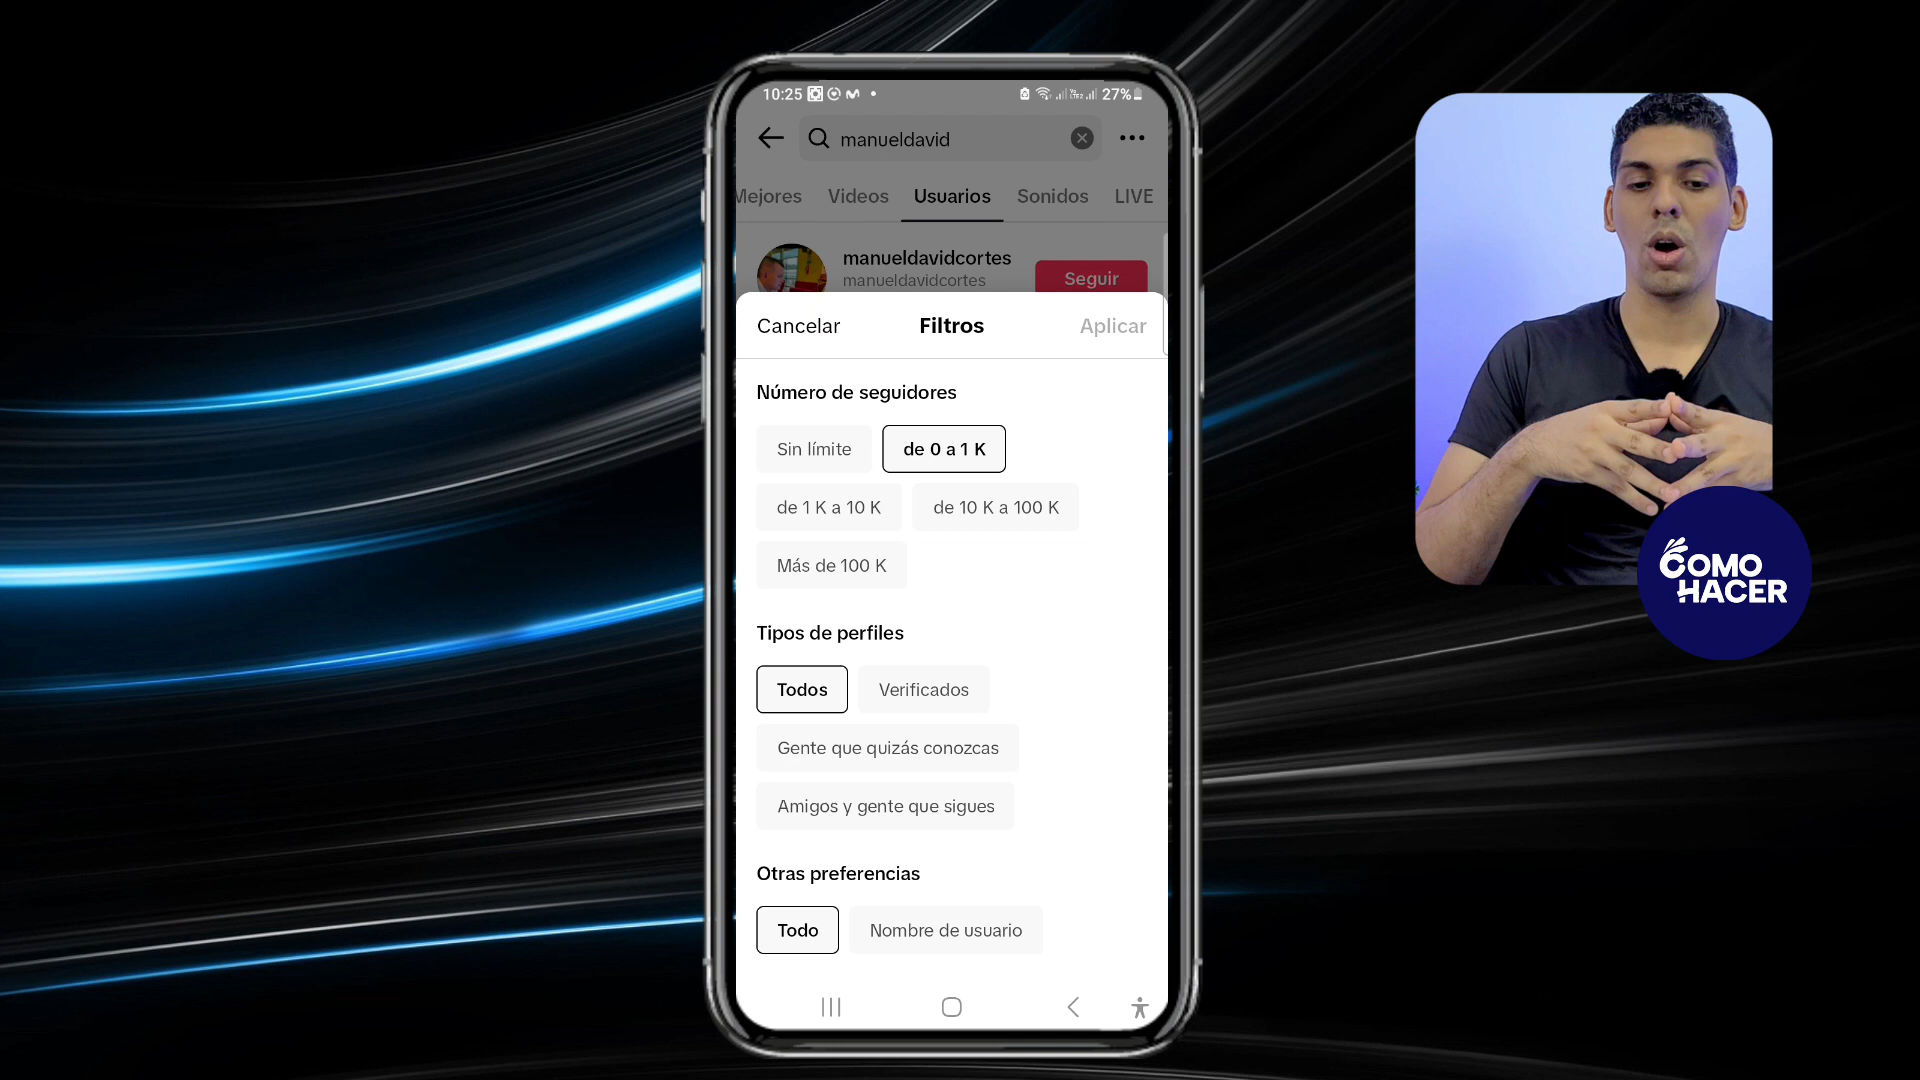 10:25
27%
manueldavid
Mejores Videos Usuarios Sonidos LIVE
manueldavidcortes
manueldavidcortes
Seguir
Cancelar Filtros Aplicar
Número de seguidores
Sin límite de 0 a 1 K
de 1 K a 10 K de 10 K a 100 K
Más de 100 K
Tipos de perfiles
Todos Verificados
Gente que quizás conozcas
Amigos y gente que sigues
Otras preferencias
Todo Nombre de usuario
COMO
HACER